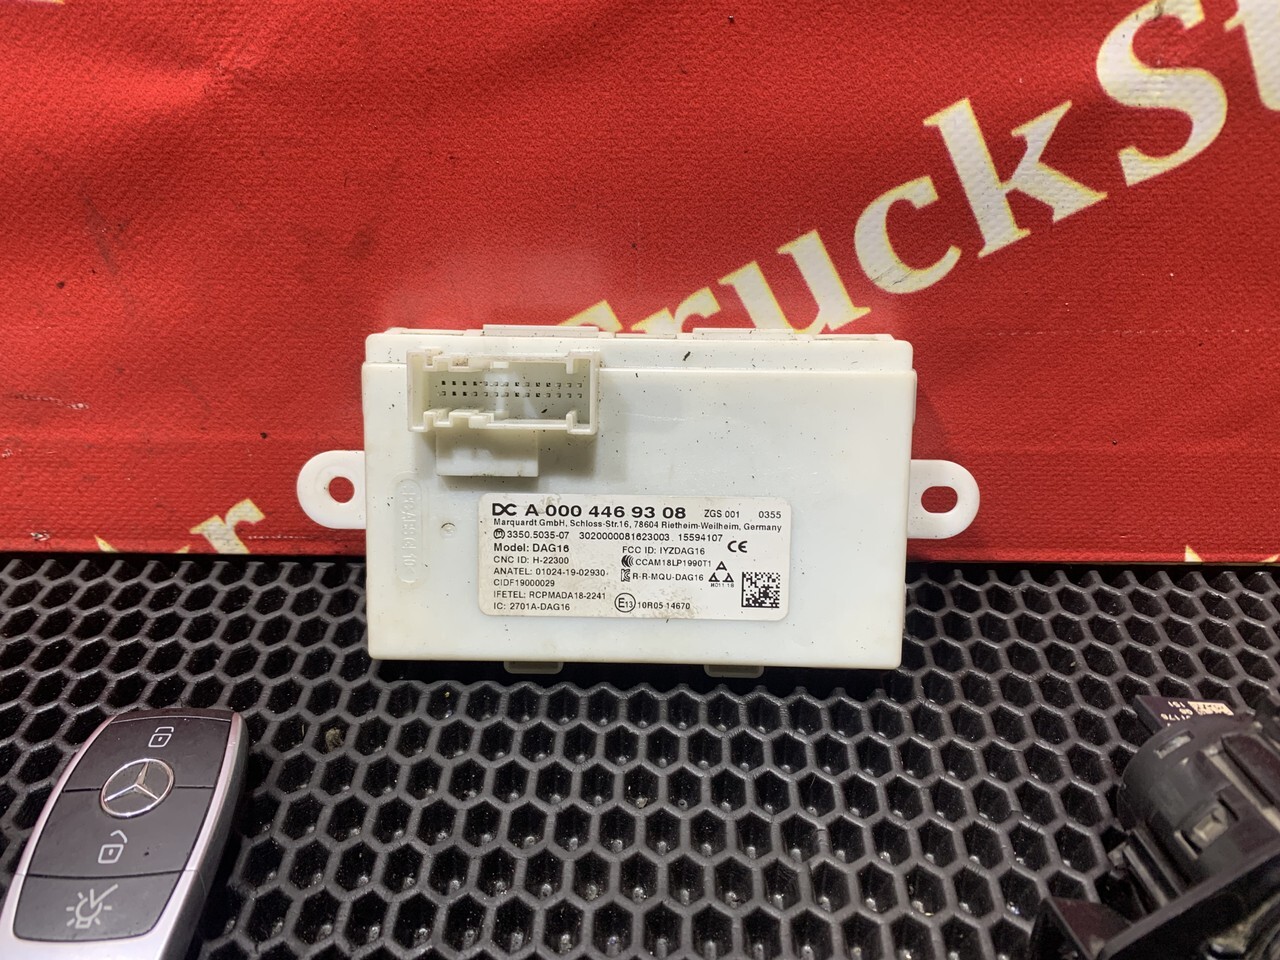 TruckSt
r
DC A 000 446 93 08 ZGS 001 0355
Marquardt GmbH, Schloss-Str.16, 78604 Rietheim-Weilheim, Germany
3350.5035-07 3020000081623003 15594107
Model: DAG16 FCC ID: IYZDAG16 CE
CNC ID: H-22300 CCAM18LP1990T1
ANATEL: 01024-19-02930 R-R-MQU-DAG16
CIDF19000029
IFETEL: RCPMADA18-2241 E13 10R05 14670
IC: 2701A-DAG16